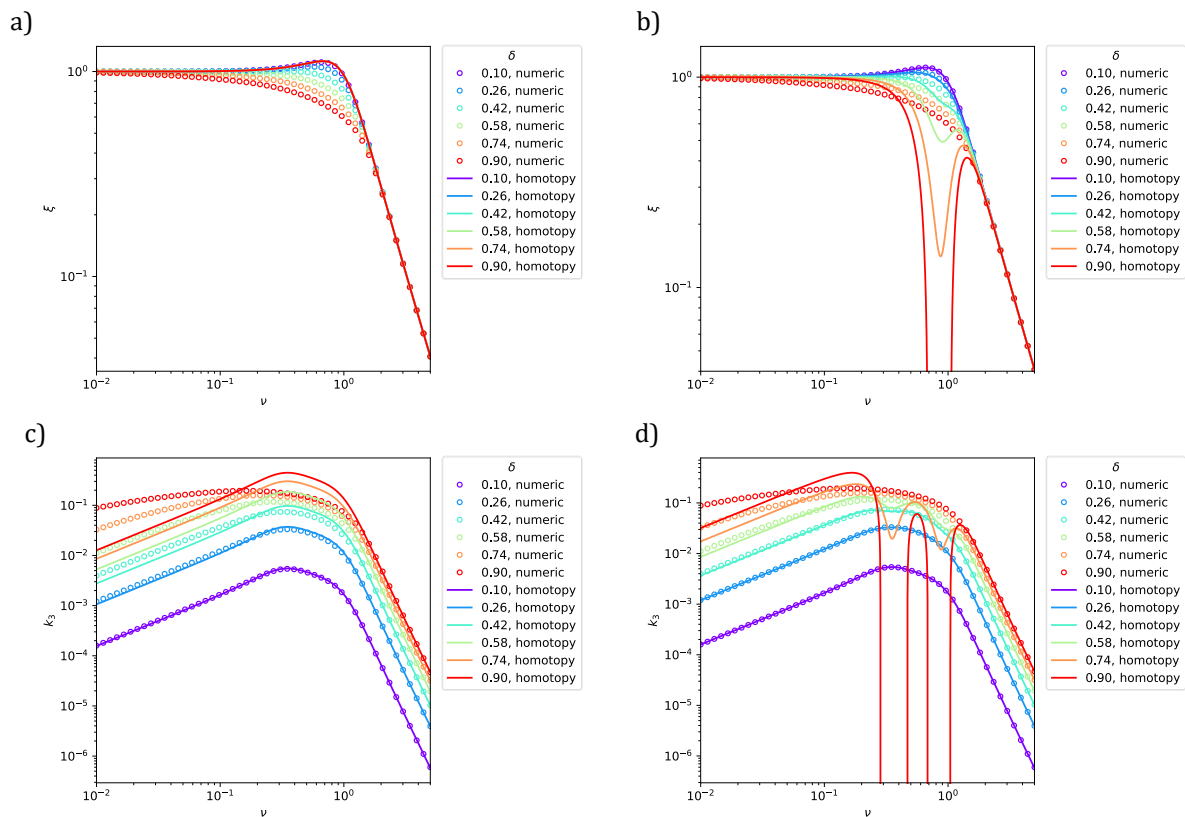 a)
ξ
10⁰
10⁻¹
10⁻² 10⁻¹ 10⁰
ν
δ
0.10, numeric
0.26, numeric
0.42, numeric
0.58, numeric
0.74, numeric
0.90, numeric
0.10, homotopy
0.26, homotopy
0.42, homotopy
0.58, homotopy
0.74, homotopy
0.90, homotopy
b)
ξ
10⁰
10⁻¹
10⁻² 10⁻¹ 10⁰
ν
δ
0.10, numeric
0.26, numeric
0.42, numeric
0.58, numeric
0.74, numeric
0.90, numeric
0.10, homotopy
0.26, homotopy
0.42, homotopy
0.58, homotopy
0.74, homotopy
0.90, homotopy
c)
k₃
10⁻¹
10⁻²
10⁻³
10⁻⁴
10⁻⁵
10⁻⁶
10⁻² 10⁻¹ 10⁰
ν
δ
0.10, numeric
0.26, numeric
0.42, numeric
0.58, numeric
0.74, numeric
0.90, numeric
0.10, homotopy
0.26, homotopy
0.42, homotopy
0.58, homotopy
0.74, homotopy
0.90, homotopy
d)
k₃
10⁻¹
10⁻²
10⁻³
10⁻⁴
10⁻⁵
10⁻⁶
10⁻² 10⁻¹ 10⁰
ν
δ
0.10, numeric
0.26, numeric
0.42, numeric
0.58, numeric
0.74, numeric
0.90, numeric
0.10, homotopy
0.26, homotopy
0.42, homotopy
0.58, homotopy
0.74, homotopy
0.90, homotopy